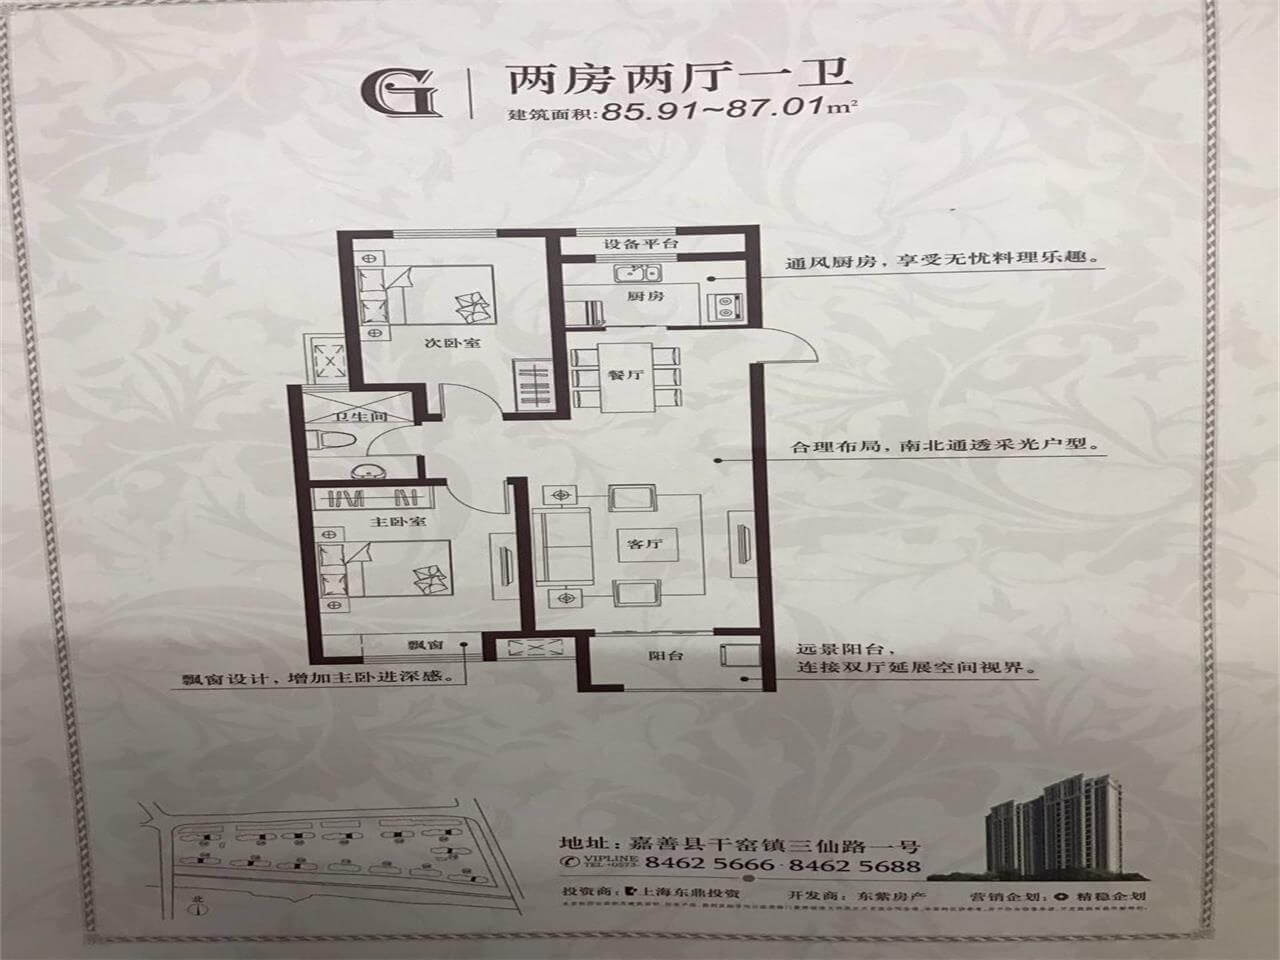 G
两房两厅一卫
建筑面积:85.91~87.01m²
设备平台
通风厨房，享受无忧料理乐趣。
厨房
次卧室
餐厅
卫生间
合理布局，南北通透采光户型。
主卧室
客厅
飘窗
阳台
远景阳台，
连接双厅延展空间视界。
飘窗设计，增加主卧进深感。
地址：嘉善县干窑镇三仙路一号
VIPLINE
TEL +0573-
8462 5666 · 8462 5688
北
投资商：上海东鼎投资
开发商：东紫房产
营销企划：精稳企划